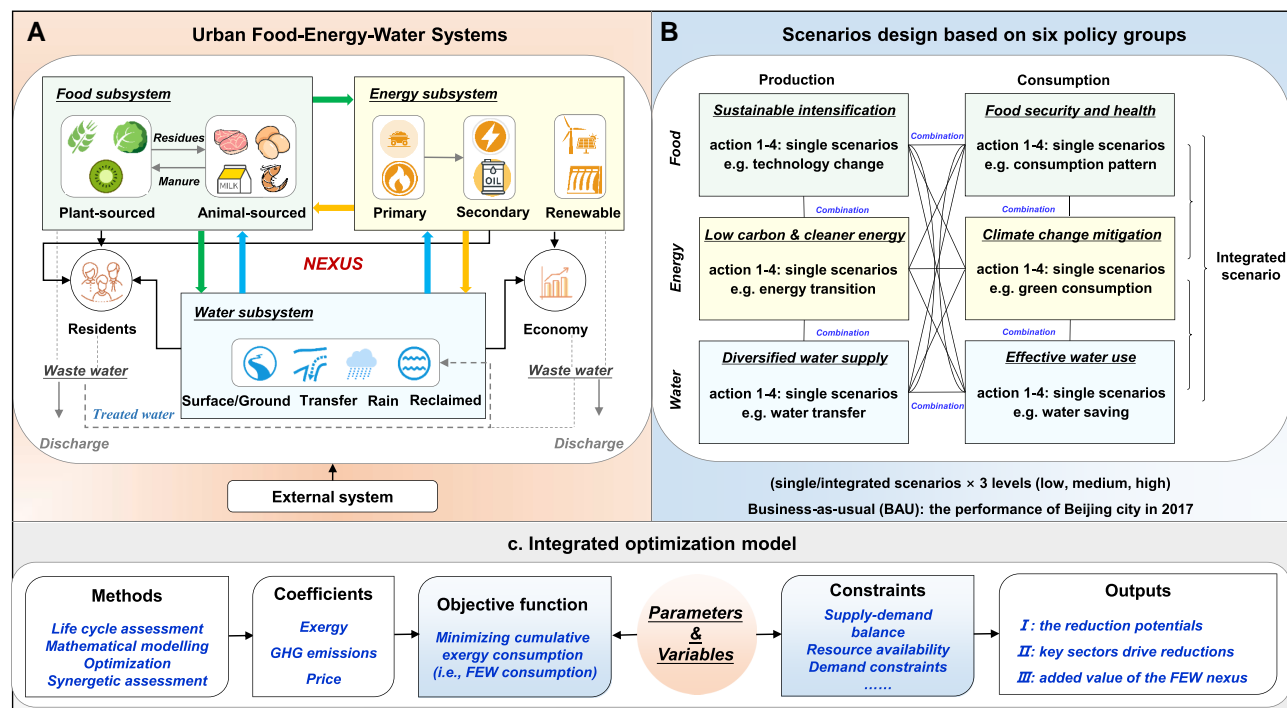 A
Urban Food-Energy-Water Systems
Food subsystem
Residues
Manure
MILK
Plant-sourced
Animal-sourced
Energy subsystem
OIL
Primary
Secondary
Renewable
NEXUS
Residents
Economy
Water subsystem
Surface/Ground
Transfer
Rain
Reclaimed
Waste water
Waste water
Treated water
Discharge
Discharge
External system
B
Scenarios design based on six policy groups
Production
Consumption
Food
Sustainable intensification
action 1-4: single scenarios
e.g. technology change
Combination
Food security and health
action 1-4: single scenarios
e.g. consumption pattern
Combination
Combination
Energy
Low carbon & cleaner energy
action 1-4: single scenarios
e.g. energy transition
Climate change mitigation
action 1-4: single scenarios
e.g. green consumption
Integrated
scenario
Combination
Combination
Water
Diversified water supply
action 1-4: single scenarios
e.g. water transfer
Combination
Effective water use
action 1-4: single scenarios
e.g. water saving
(single/integrated scenarios × 3 levels (low, medium, high)
Business-as-usual (BAU): the performance of Beijing city in 2017
c. Integrated optimization model
Methods
Life cycle assessment
Mathematical modelling
Optimization
Synergetic assessment
Coefficients
Exergy
GHG emissions
Price
Objective function
Minimizing cumulative
exergy consumption
(i.e., FEW consumption)
Parameters
&
Variables
Constraints
Supply-demand
balance
Resource availability
Demand constraints
……
Outputs
Ⅰ: the reduction potentials
Ⅱ: key sectors drive reductions
Ⅲ: added value of the FEW nexus